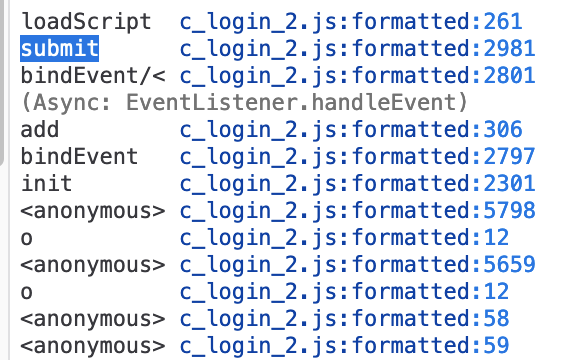 loadScript c_login_2.js:formatted:261
submit c_login_2.js:formatted:2981
bindEvent/< c_login_2.js:formatted:2801
(Async: EventListener.handleEvent)
add c_login_2.js:formatted:306
bindEvent c_login_2.js:formatted:2797
init c_login_2.js:formatted:2301
<anonymous> c_login_2.js:formatted:5798
o c_login_2.js:formatted:12
<anonymous> c_login_2.js:formatted:5659
o c_login_2.js:formatted:12
<anonymous> c_login_2.js:formatted:58
<anonymous> c_login_2.js:formatted:59